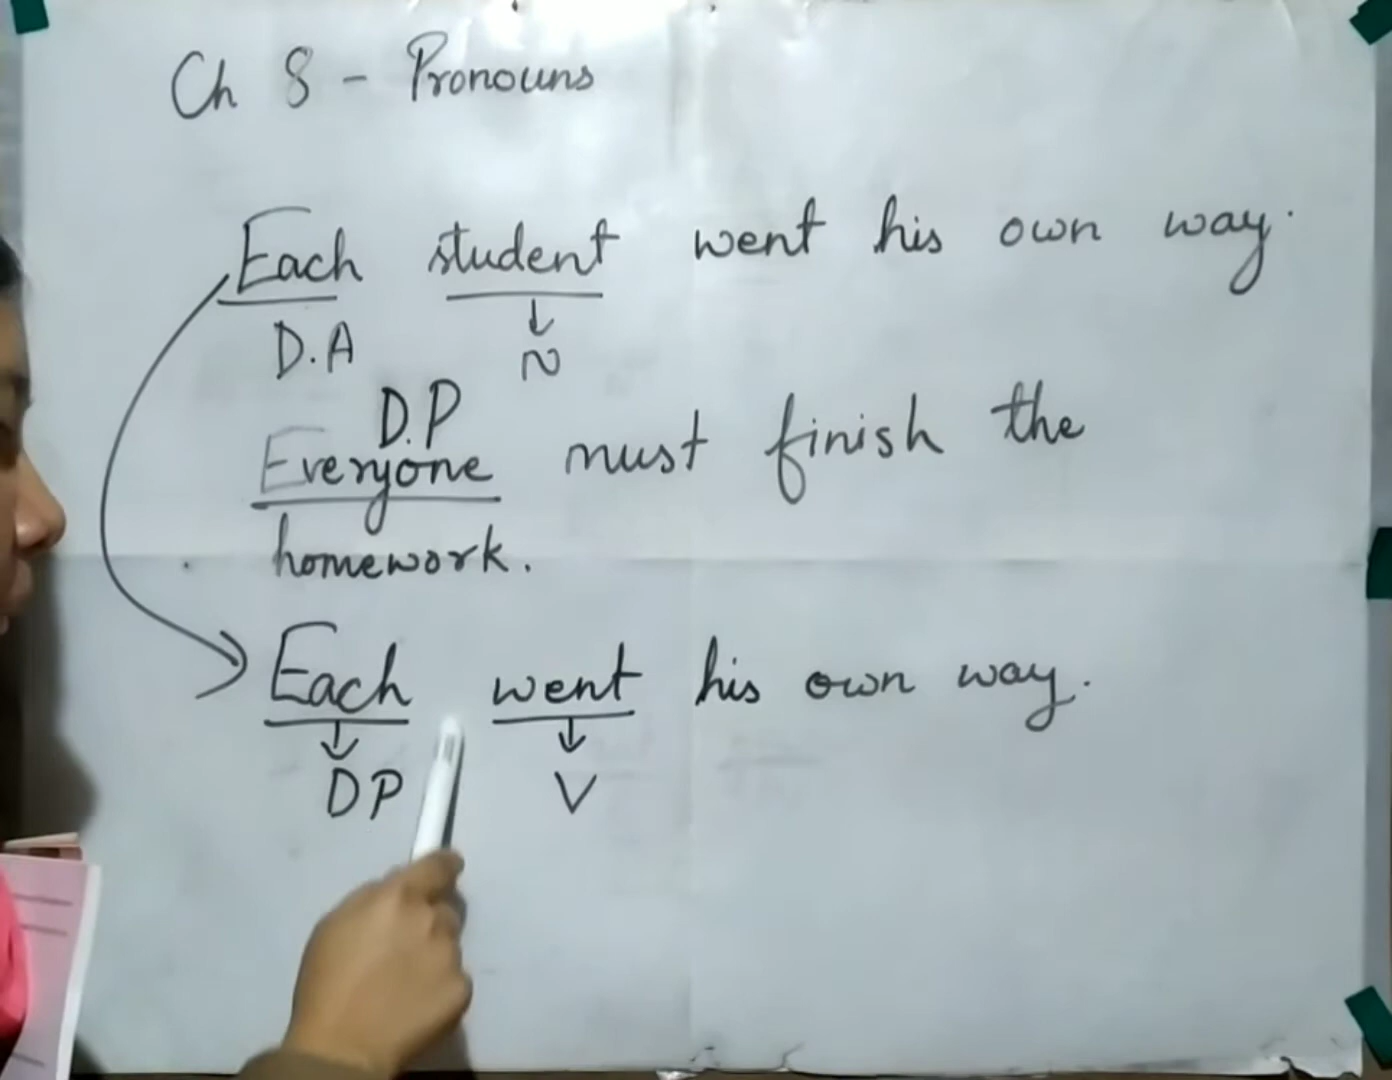 Ch 8 - Pronouns
Each student went his own way.
D.A N
D.P
Everyone must finish the
homework.
Each went his own way.
DP V